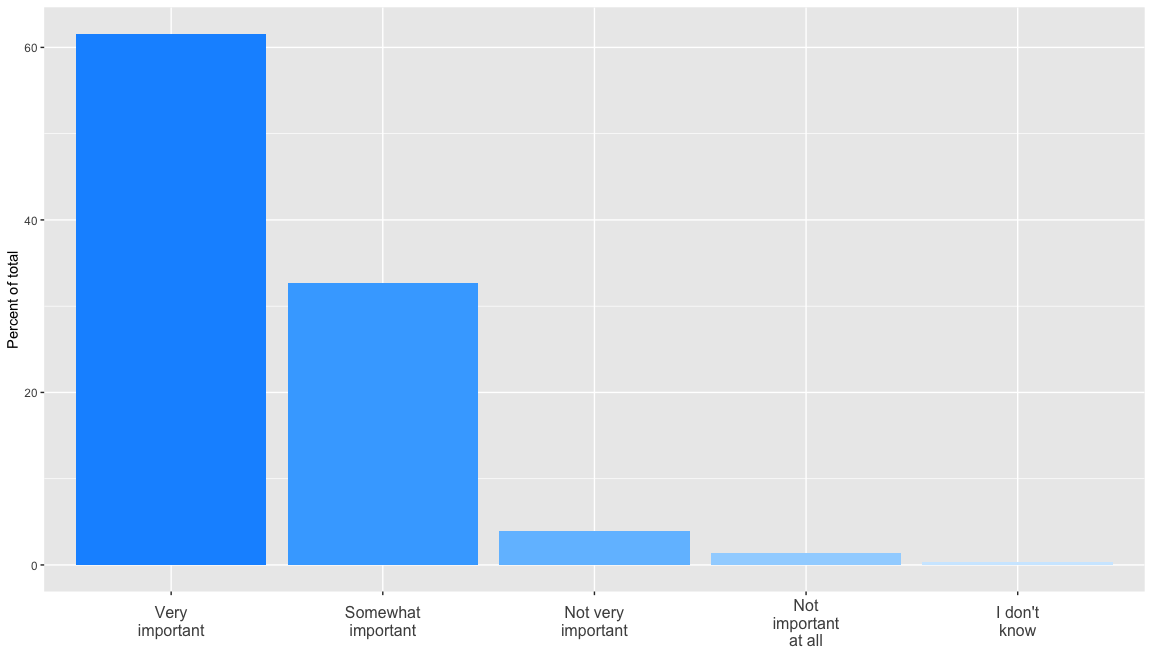 60
40
20
0
Percent of total
Very
important
Somewhat
important
Not very
important
Not
important
at all
I don't
know